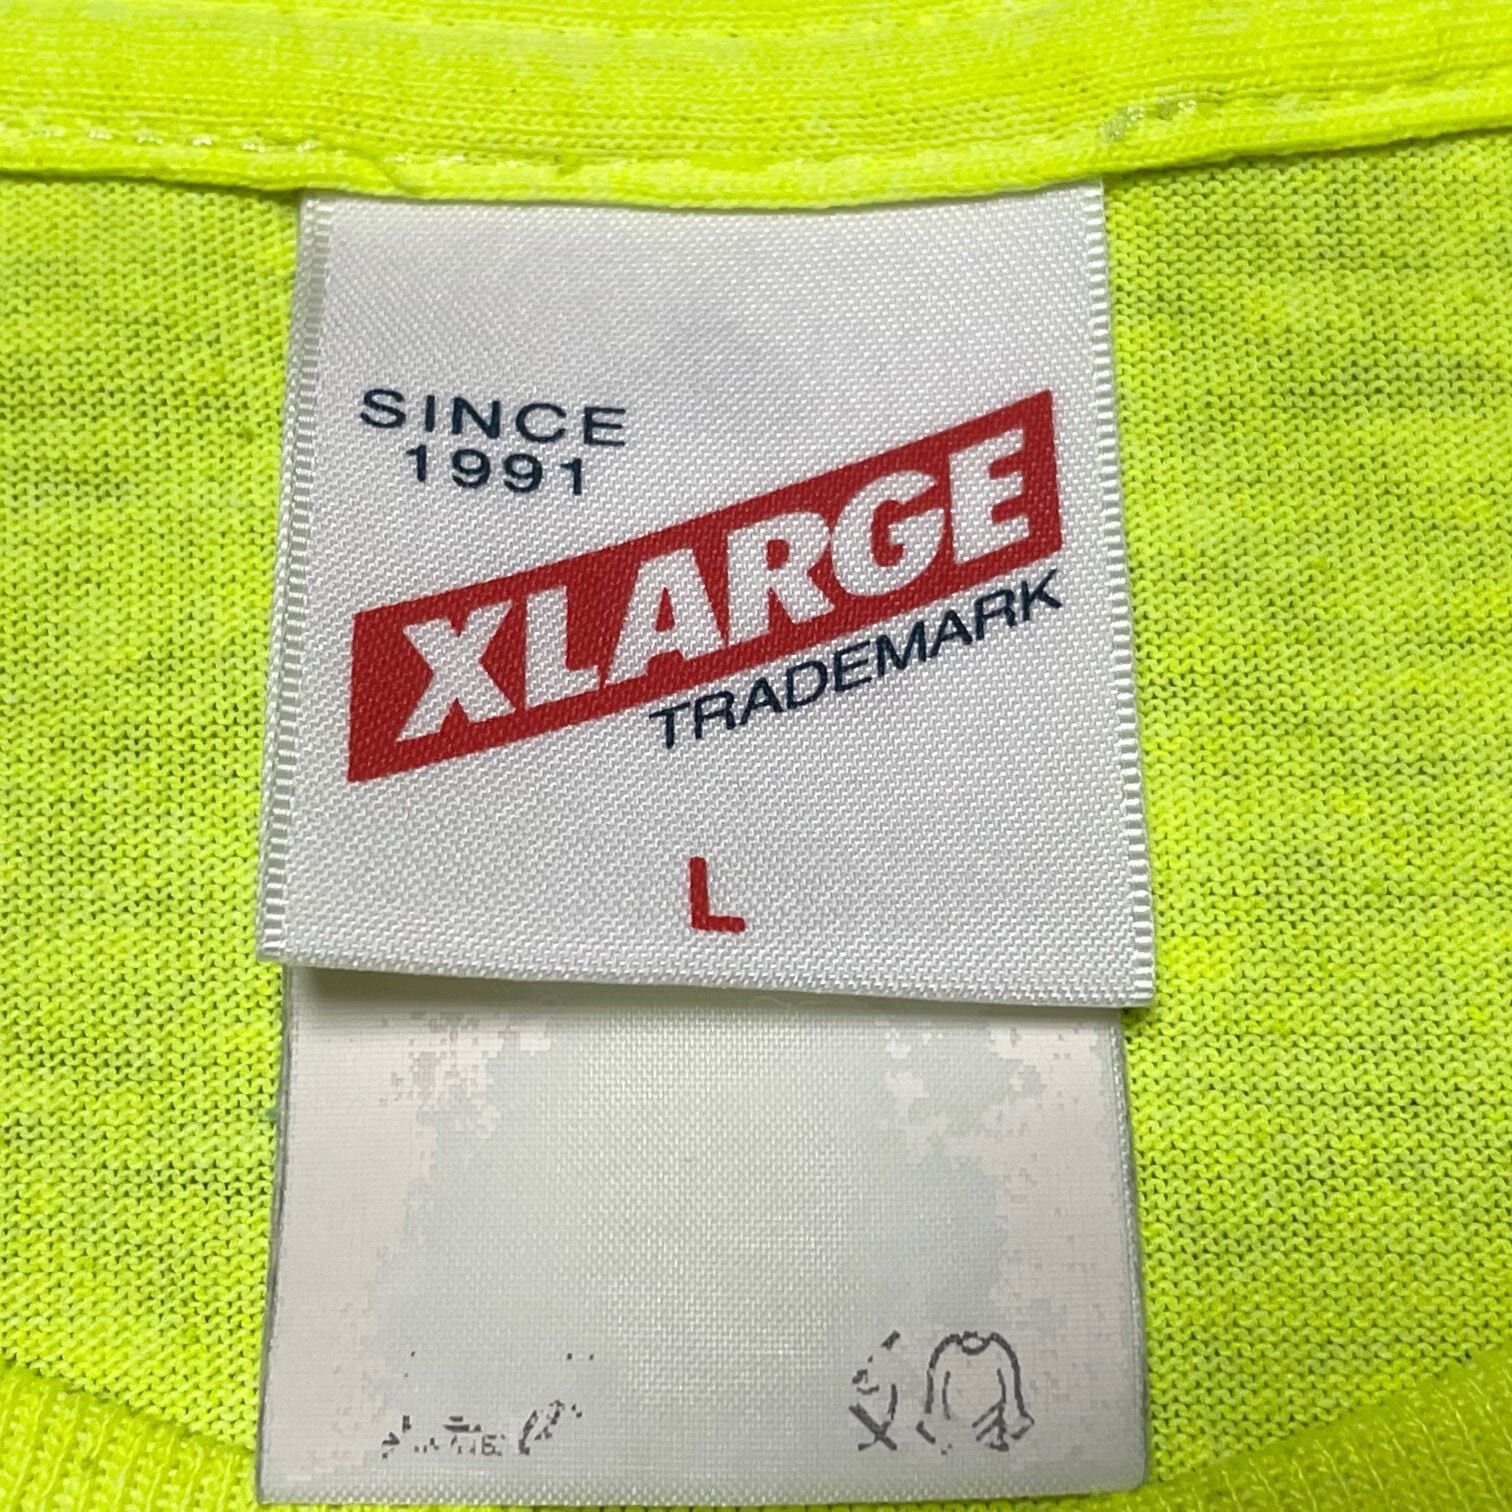 SINCE
1991
XLARGE
TRADEMARK
L